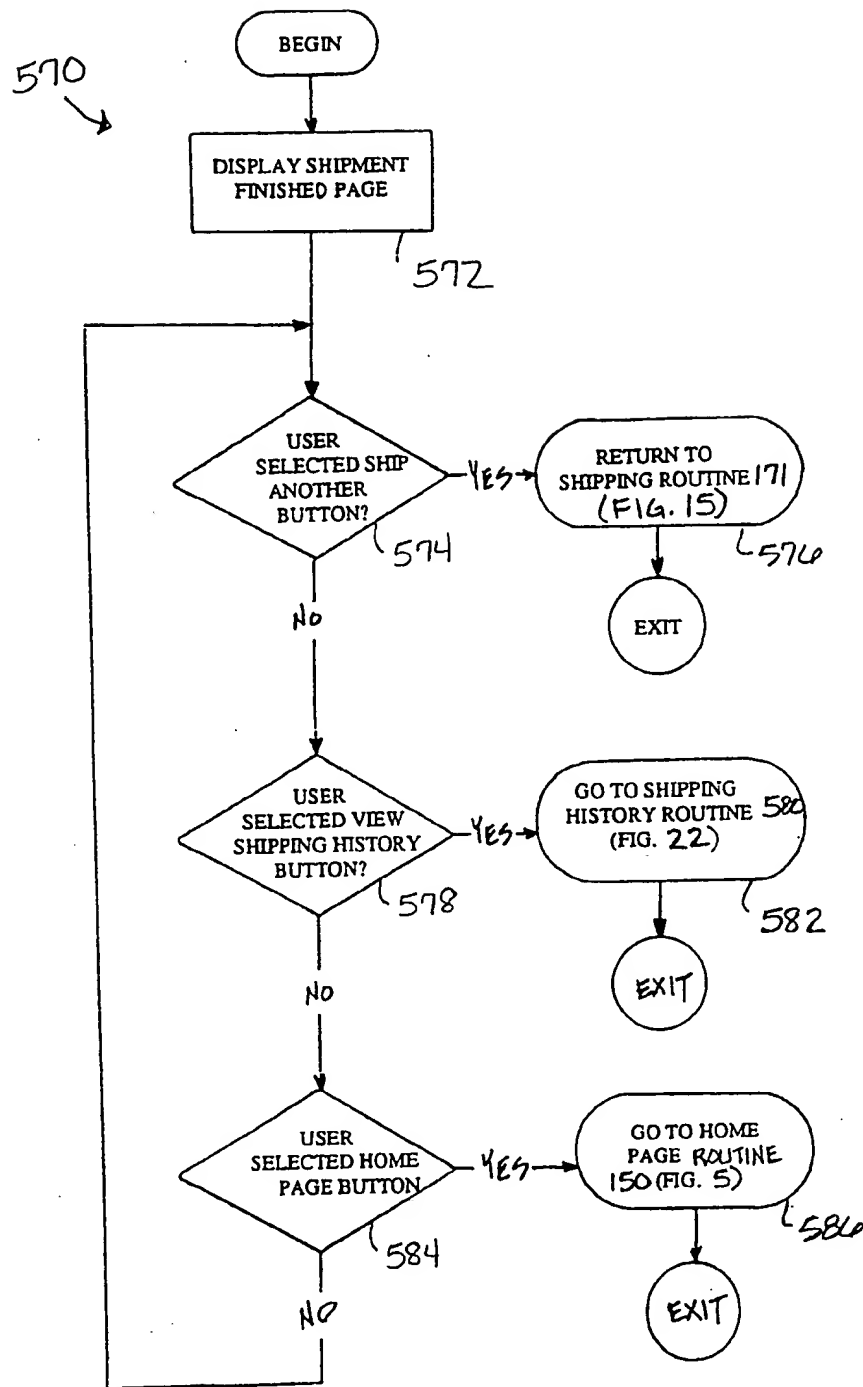 BEGIN
570
DISPLAY SHIPMENT
FINISHED PAGE
572
USER
SELECTED SHIP
ANOTHER
BUTTON?
574
YES
RETURN TO
SHIPPING ROUTINE 171
(FIG. 15)
576
EXIT
NO
USER
SELECTED VIEW
SHIPPING HISTORY
BUTTON?
578
YES
GO TO SHIPPING
HISTORY ROUTINE 580
(FIG. 22)
582
EXIT
NO
USER
SELECTED HOME
PAGE BUTTON
584
YES
GO TO HOME
PAGE ROUTINE
150 (FIG. 5)
586
EXIT
NO